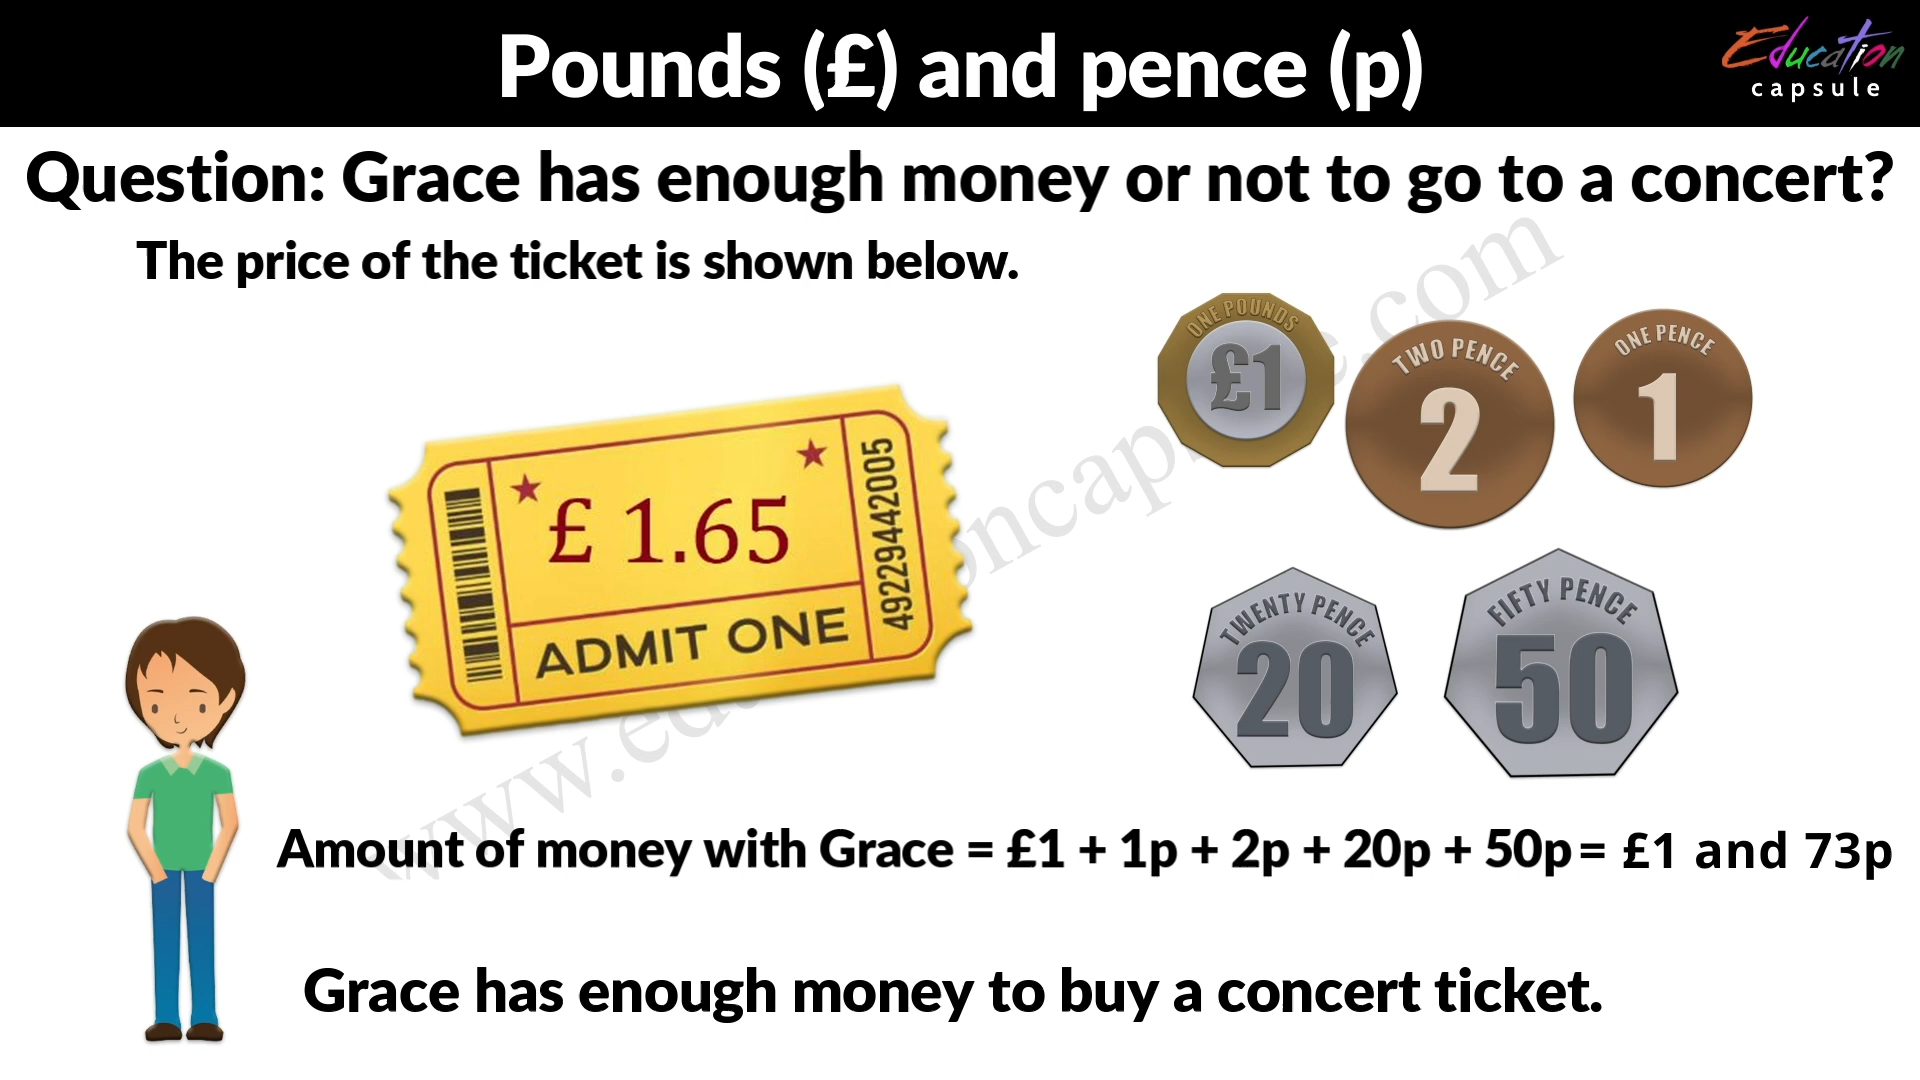 Pounds (£) and pence (p)
Education
capsule
Question: Grace has enough money or not to go to a concert?
The price of the ticket is shown below.
ONE POUNDS
£1
TWO PENCE
2
ONE PENCE
1
£ 1.65
ADMIT ONE
49229442005
TWENTY PENCE
20
FIFTY PENCE
50
Amount of money with Grace = £1 + 1p + 2p + 20p + 50p = £1 and 73p
Grace has enough money to buy a concert ticket.